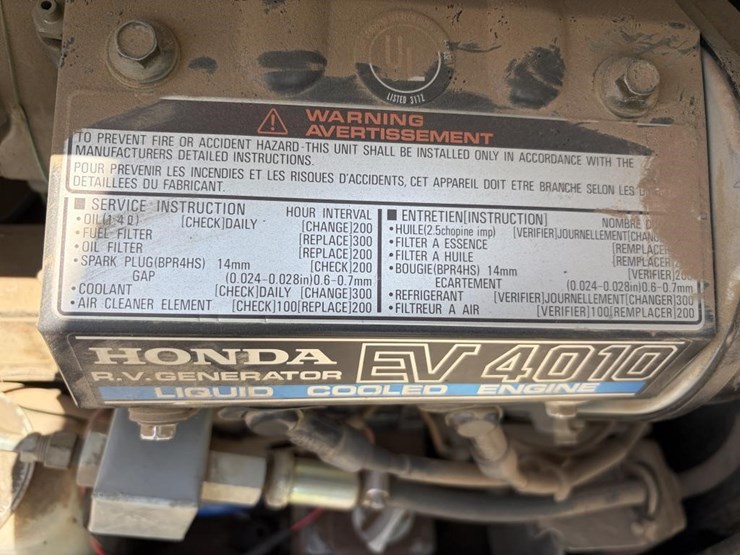 LISTED 31T2
WARNING
AVERTISSEMENT
TO PREVENT FIRE OR ACCIDENT HAZARD-THIS UNIT SHALL BE INSTALLED ONLY IN ACCORDANCE WITH THE
MANUFACTURERS DETAILED INSTRUCTIONS.
POUR PREVENIR LES INCENDIES ET LES RISQUES D'ACCIDENTS, CET APPAREIL DOIT ETRE BRANCHE SELON LES
DETAILLEES DU FABRICANT.
■ SERVICE INSTRUCTION HOUR INTERVAL
•OIL(1.4ℓ) [CHECK]DAILY [CHANGE]200
•FUEL FILTER [REPLACE]300
•OIL FILTER [REPLACE]200
•SPARK PLUG(BPR4HS) 14mm [CHECK]200
GAP (0.024-0.028in)0.6-0.7mm
•COOLANT [CHECK]DAILY [CHANGE]300
•AIR CLEANER ELEMENT [CHECK]100[REPLACE]200
■ ENTRETIEN[INSTRUCTION] NOMBRE
•HUILE(2.5chopine imp) [VERIFIER]JOURNELLEMENT
•FILTER A ESSENCE [REMPLACER
•FILTER A HUILE [REMPLACER]
•BOUGIE(BPR4HS) 14mm [VERIFIER]
ECARTEMENT (0.024-0.028in)0.6-0.7mm
•REFRIGERANT [VERIFIER]JOURNELLEMENT[CHANGER]300
•FILTREUR A AIR [VERIFIER]100[REMPLACER]200
HONDA EV 4010
R.V. GENERATOR
LIQUID COOLED ENGINE